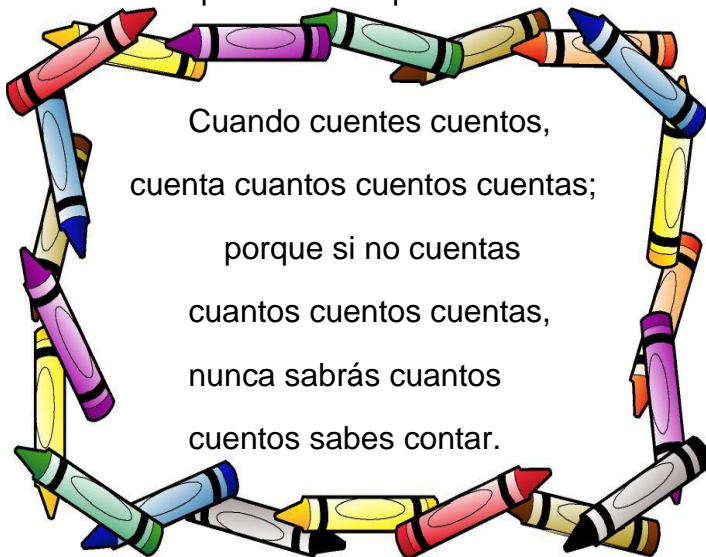 Cuando cuentes cuentos,
cuenta cuantos cuentos cuentas;
porque si no cuentas
cuantos cuentos cuentas,
nunca sabrás cuantos
cuentos sabes contar.